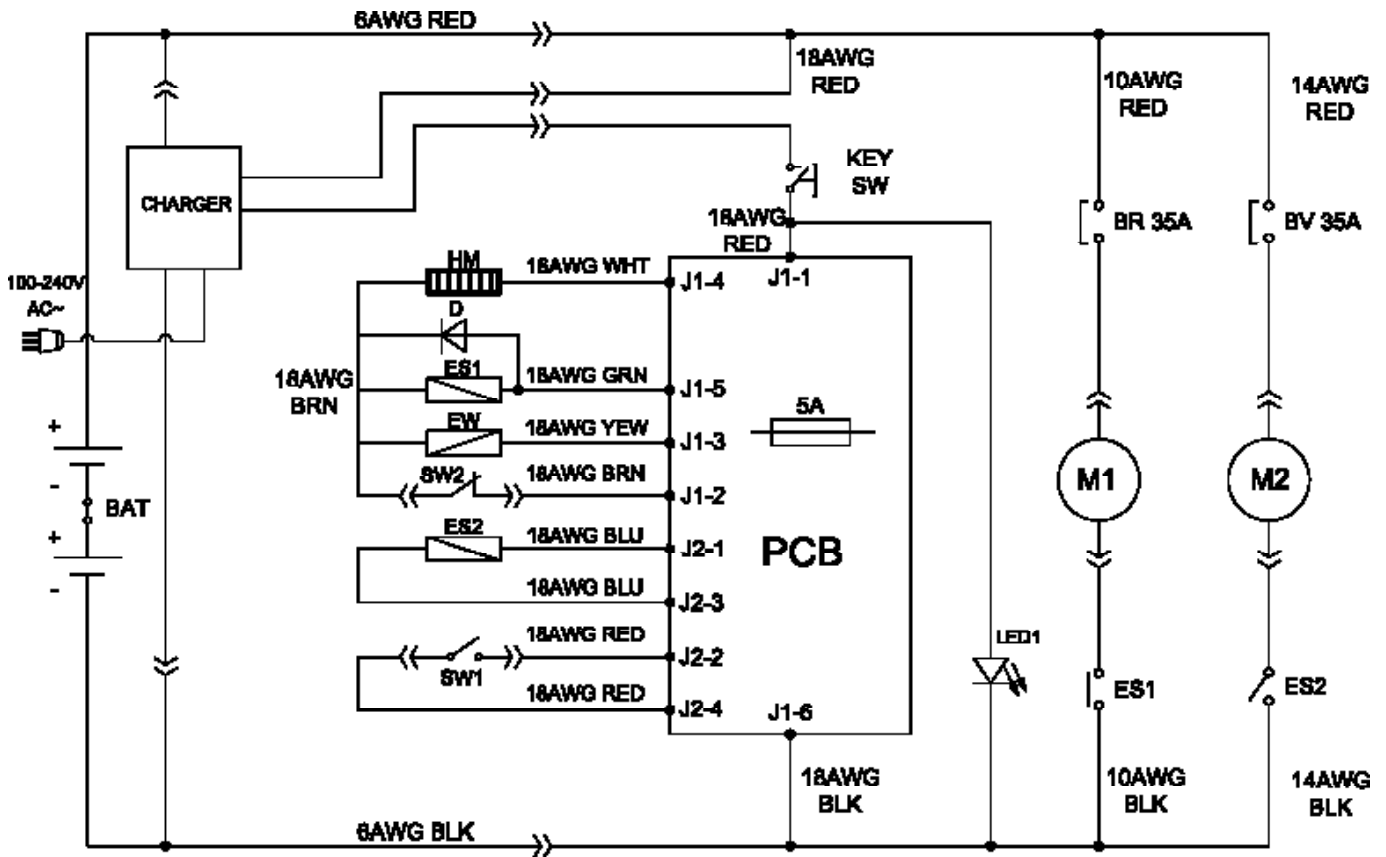 6AWG RED
18AWG
RED
10AWG
RED
14AWG
RED
CHARGER
KEY
SW
18AWG
RED
BR 35A
BV 35A
100-240V
AC~
HM
18AWG WHT
J1-4
J1-1
D
18AWG
BRN
ES1
18AWG GRN
J1-5
5A
EW
18AWG YEW
J1-3
SW2
18AWG BRN
J1-2
M1
M2
+
-
BAT
+
-
ES2
18AWG BLU
J2-1
PCB
18AWG BLU
J2-3
18AWG RED
J2-2
SW1
18AWG RED
J2-4
LED1
ES1
ES2
J1-6
18AWG
BLK
10AWG
BLK
14AWG
BLK
6AWG BLK